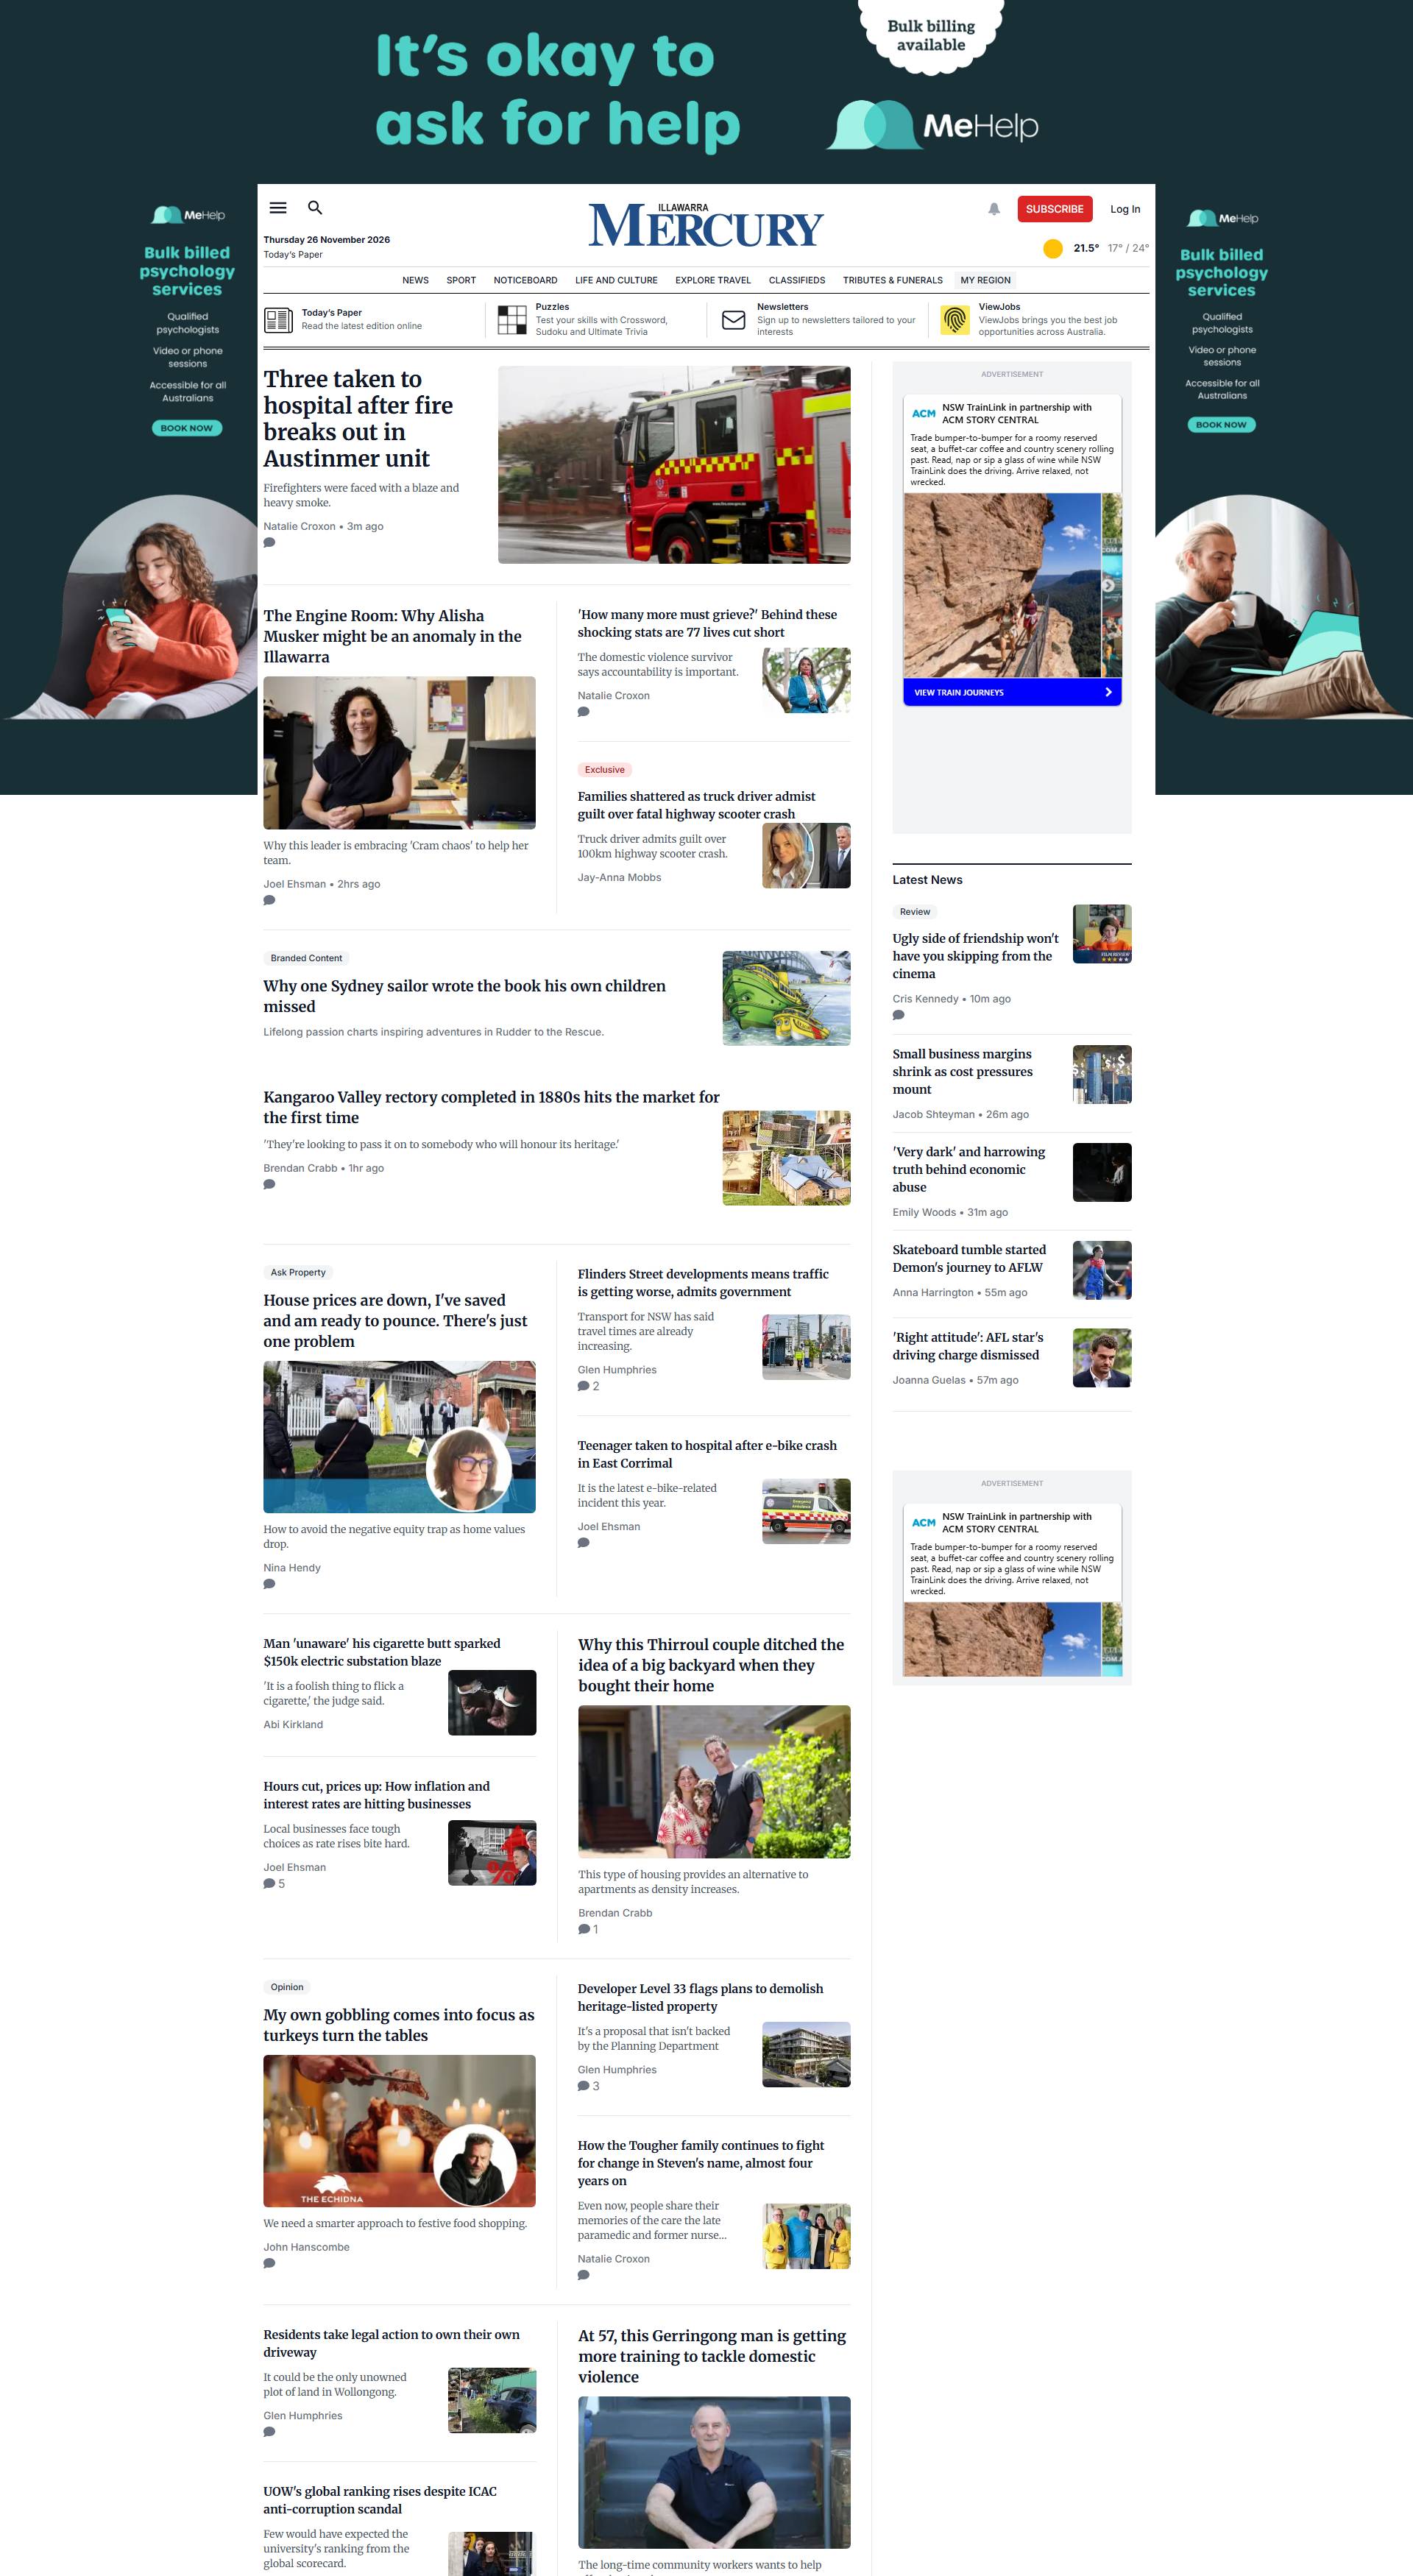 It's okay to
ask for help
Bulk billing
available
MeHelp
MeHelp
Bulk billed
psychology
services
Qualified
psychologists
Video or phone
sessions
Accessible for all
Australians
BOOK NOW
ILLAWARRA
MERCURY
SUBSCRIBE
Log In
Thursday 26 November 2026
Today's Paper
21.5° 17° / 24°
NEWS SPORT NOTICEBOARD LIFE AND CULTURE EXPLORE TRAVEL CLASSIFIEDS TRIBUTES & FUNERALS MY REGION
Today's Paper
Read the latest edition online
Puzzles
Test your skills with Crossword,
Sudoku and Ultimate Trivia
Newsletters
Sign up to newsletters tailored to your
interests
ViewJobs
ViewJobs brings you the best job
opportunities across Australia.
MeHelp
Bulk billed
psychology
services
Qualified
psychologists
Video or phone
sessions
Accessible for all
Australians
BOOK NOW
Three taken to
hospital after fire
breaks out in
Austinmer unit
Firefighters were faced with a blaze and
heavy smoke.
Natalie Croxon • 3m ago
The Engine Room: Why Alisha
Musker might be an anomaly in the
Illawarra
Why this leader is embracing 'Cram chaos' to help her
team.
Joel Ehsman • 2hrs ago
'How many more must grieve?' Behind these
shocking stats are 77 lives cut short
The domestic violence survivor
says accountability is important.
Natalie Croxon
Exclusive
Families shattered as truck driver admist
guilt over fatal highway scooter crash
Truck driver admits guilt over
100km highway scooter crash.
Jay-Anna Mobbs
Branded Content
Why one Sydney sailor wrote the book his own children
missed
Lifelong passion charts inspiring adventures in Rudder to the Rescue.
Kangaroo Valley rectory completed in 1880s hits the market for
the first time
'They're looking to pass it on to somebody who will honour its heritage.'
Brendan Crabb • 1hr ago
Ask Property
House prices are down, I've saved
and am ready to pounce. There's just
one problem
How to avoid the negative equity trap as home values
drop.
Nina Hendy
Flinders Street developments means traffic
is getting worse, admits government
Transport for NSW has said
travel times are already
increasing.
Glen Humphries
2
Teenager taken to hospital after e-bike crash
in East Corrimal
It is the latest e-bike-related
incident this year.
Joel Ehsman
Man 'unaware' his cigarette butt sparked
$150k electric substation blaze
'It is a foolish thing to flick a
cigarette,' the judge said.
Abi Kirkland
Hours cut, prices up: How inflation and
interest rates are hitting businesses
Local businesses face tough
choices as rate rises bite hard.
Joel Ehsman
5
Why this Thirroul couple ditched the
idea of a big backyard when they
bought their home
This type of housing provides an alternative to
apartments as density increases.
Brendan Crabb
1
Opinion
My own gobbling comes into focus as
turkeys turn the tables
THE ECHIDNA
We need a smarter approach to festive food shopping.
John Hanscombe
Developer Level 33 flags plans to demolish
heritage-listed property
It's a proposal that isn't backed
by the Planning Department
Glen Humphries
3
How the Tougher family continues to fight
for change in Steven's name, almost four
years on
Even now, people share their
memories of the care the late
paramedic and former nurse...
Natalie Croxon
Residents take legal action to own their own
driveway
It could be the only unowned
plot of land in Wollongong.
Glen Humphries
UOW's global ranking rises despite ICAC
anti-corruption scandal
Few would have expected the
university's ranking from the
global scorecard.
At 57, this Gerringong man is getting
more training to tackle domestic
violence
The long-time community workers wants to help
ADVERTISEMENT
ACM NSW TrainLink in partnership with
ACM STORY CENTRAL
Trade bumper-to-bumper for a roomy reserved
seat, a buffet-car coffee and country scenery rolling
past. Read, nap or sip a glass of wine while NSW
TrainLink does the driving. Arrive relaxed, not
wrecked.
VIEW TRAIN JOURNEYS
Latest News
Review
Ugly side of friendship won't
have you skipping from the
cinema
Cris Kennedy • 10m ago
Small business margins
shrink as cost pressures
mount
Jacob Shteyman • 26m ago
'Very dark' and harrowing
truth behind economic
abuse
Emily Woods • 31m ago
Skateboard tumble started
Demon's journey to AFLW
Anna Harrington • 55m ago
'Right attitude': AFL star's
driving charge dismissed
Joanna Guelas • 57m ago
ADVERTISEMENT
ACM NSW TrainLink in partnership with
ACM STORY CENTRAL
Trade bumper-to-bumper for a roomy reserved
seat, a buffet-car coffee and country scenery rolling
past. Read, nap or sip a glass of wine while NSW
TrainLink does the driving. Arrive relaxed, not
wrecked.